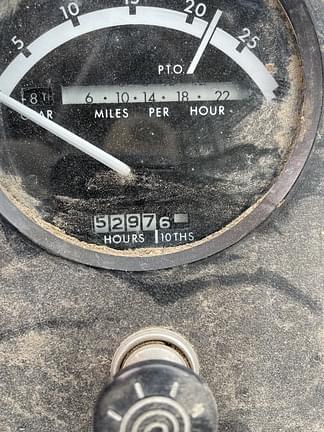 5 10 15 20 25
P.T.O.
8TH 6 · 10 · 14 · 18 · 22
GEAR MILES PER HOUR
52976
HOURS 10THS